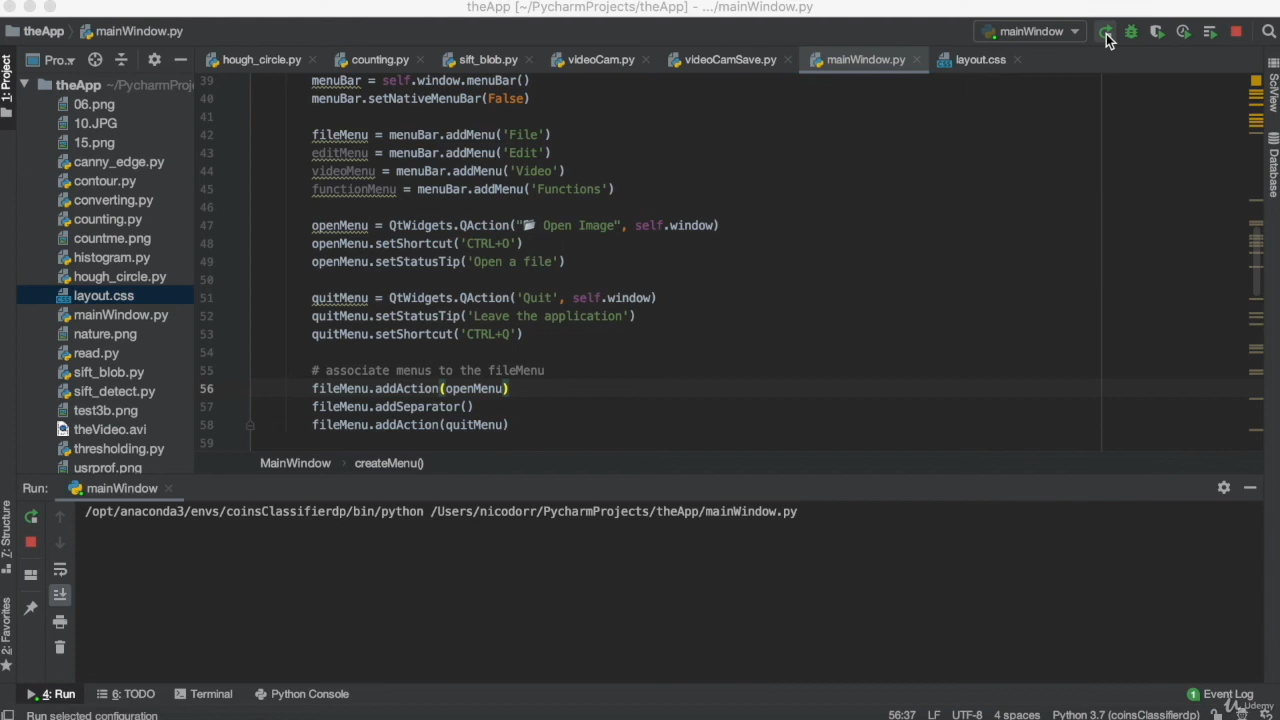 theApp [~/PycharmProjects/theApp] - .../mainWindow.py
theApp mainWindow.py
mainWindow
1: Project
Pro...
hough_circle.py
counting.py
sift_blob.py
videoCam.py
videoCamSave.py
mainWindow.py
layout.css
theApp ~/PycharmProj
06.png
10.JPG
15.png
canny_edge.py
contour.py
converting.py
counting.py
countme.png
histogram.py
hough_circle.py
layout.css
mainWindow.py
nature.png
read.py
sift_blob.py
sift_detect.py
test3b.png
theVideo.avi
thresholding.py
usrprof.png
39 menuBar = self.window.menuBar()
40 menuBar.setNativeMenuBar(False)
41
42 fileMenu = menuBar.addMenu('File')
43 editMenu = menuBar.addMenu('Edit')
44 videoMenu = menuBar.addMenu('Video')
45 functionMenu = menuBar.addMenu('Functions')
46
47 openMenu = QtWidgets.QAction("📂 Open Image", self.window)
48 openMenu.setShortcut('CTRL+O')
49 openMenu.setStatusTip('Open a file')
50
51 quitMenu = QtWidgets.QAction('Quit', self.window)
52 quitMenu.setStatusTip('Leave the application')
53 quitMenu.setShortcut('CTRL+Q')
54
55 # associate menus to the fileMenu
56 fileMenu.addAction(openMenu)
57 fileMenu.addSeparator()
58 fileMenu.addAction(quitMenu)
59
MainWindow › createMenu()
SciView
Database
Run: mainWindow
/opt/anaconda3/envs/coinsClassifierdp/bin/python /Users/nicodorr/PycharmProjects/theApp/mainWindow.py
7: Structure
2: Favorites
4: Run
6: TODO
Terminal
Python Console
1 Event Log
Run selected configuration
56:37 LF UTF-8 4 spaces Python 3.7 (coinsClassifierdp)
Udemy